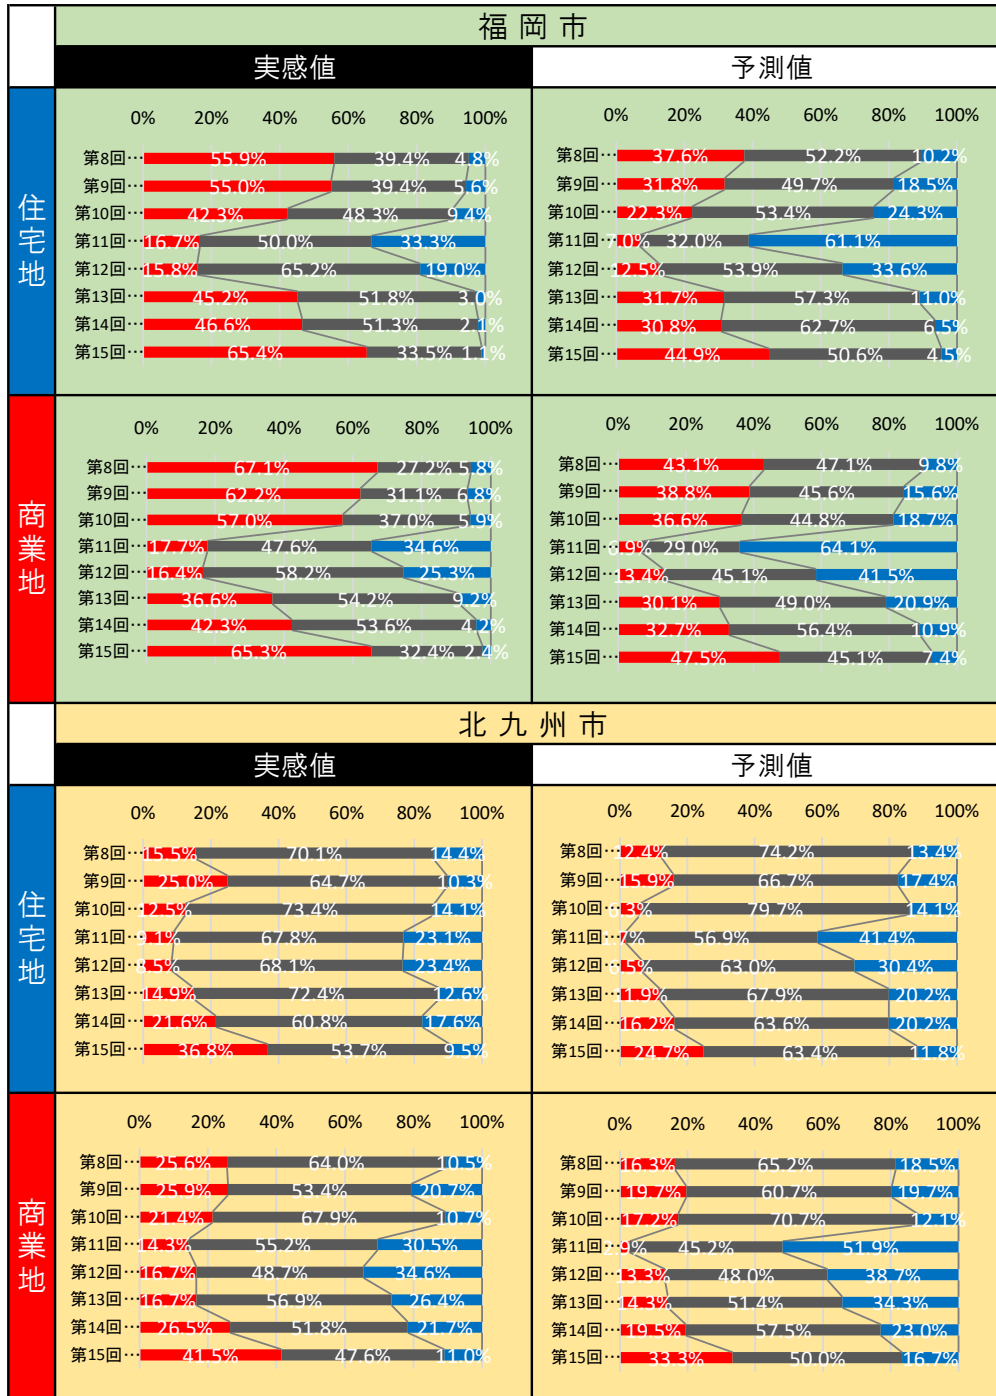 福岡市
実感値
予測値
住宅地
0% 20% 40% 60% 80% 100%
第8回… 55.9% 39.4% 4.8%
第9回… 55.0% 39.4% 5.6%
第10回… 42.3% 48.3% 9.4%
第11回… 16.7% 50.0% 33.3%
第12回… 15.8% 65.2% 19.0%
第13回… 45.2% 51.8% 3.0%
第14回… 46.6% 51.3% 2.1%
第15回… 65.4% 33.5% 1.1%
0% 20% 40% 60% 80% 100%
第8回… 37.6% 52.2% 10.2%
第9回… 31.8% 49.7% 18.5%
第10回… 22.3% 53.4% 24.3%
第11回… 7.0% 32.0% 61.1%
第12回… 12.5% 53.9% 33.6%
第13回… 31.7% 57.3% 11.0%
第14回… 30.8% 62.7% 6.5%
第15回… 44.9% 50.6% 4.5%
商業地
0% 20% 40% 60% 80% 100%
第8回… 67.1% 27.2% 5.8%
第9回… 62.2% 31.1% 6.8%
第10回… 57.0% 37.0% 5.9%
第11回… 17.7% 47.6% 34.6%
第12回… 16.4% 58.2% 25.3%
第13回… 36.6% 54.2% 9.2%
第14回… 42.3% 53.6% 4.2%
第15回… 65.3% 32.4% 2.4%
0% 20% 40% 60% 80% 100%
第8回… 43.1% 47.1% 9.8%
第9回… 38.8% 45.6% 15.6%
第10回… 36.6% 44.8% 18.7%
第11回… 6.9% 29.0% 64.1%
第12回… 13.4% 45.1% 41.5%
第13回… 30.1% 49.0% 20.9%
第14回… 32.7% 56.4% 10.9%
第15回… 47.5% 45.1% 7.4%
北九州市
実感値
予測値
住宅地
0% 20% 40% 60% 80% 100%
第8回… 15.5% 70.1% 14.4%
第9回… 25.0% 64.7% 10.3%
第10回… 12.5% 73.4% 14.1%
第11回… 9.1% 67.8% 23.1%
第12回… 8.5% 68.1% 23.4%
第13回… 14.9% 72.4% 12.6%
第14回… 21.6% 60.8% 17.6%
第15回… 36.8% 53.7% 9.5%
0% 20% 40% 60% 80% 100%
第8回… 12.4% 74.2% 13.4%
第9回… 15.9% 66.7% 17.4%
第10回… 6.3% 79.7% 14.1%
第11回… 1.7% 56.9% 41.4%
第12回… 6.5% 63.0% 30.4%
第13回… 11.9% 67.9% 20.2%
第14回… 16.2% 63.6% 20.2%
第15回… 24.7% 63.4% 11.8%
商業地
0% 20% 40% 60% 80% 100%
第8回… 25.6% 64.0% 10.5%
第9回… 25.9% 53.4% 20.7%
第10回… 21.4% 67.9% 10.7%
第11回… 14.3% 55.2% 30.5%
第12回… 16.7% 48.7% 34.6%
第13回… 16.7% 56.9% 26.4%
第14回… 26.5% 51.8% 21.7%
第15回… 41.5% 47.6% 11.0%
0% 20% 40% 60% 80% 100%
第8回… 16.3% 65.2% 18.5%
第9回… 19.7% 60.7% 19.7%
第10回… 17.2% 70.7% 12.1%
第11回… 2.9% 45.2% 51.9%
第12回… 13.3% 48.0% 38.7%
第13回… 14.3% 51.4% 34.3%
第14回… 19.5% 57.5% 23.0%
第15回… 33.3% 50.0% 16.7%